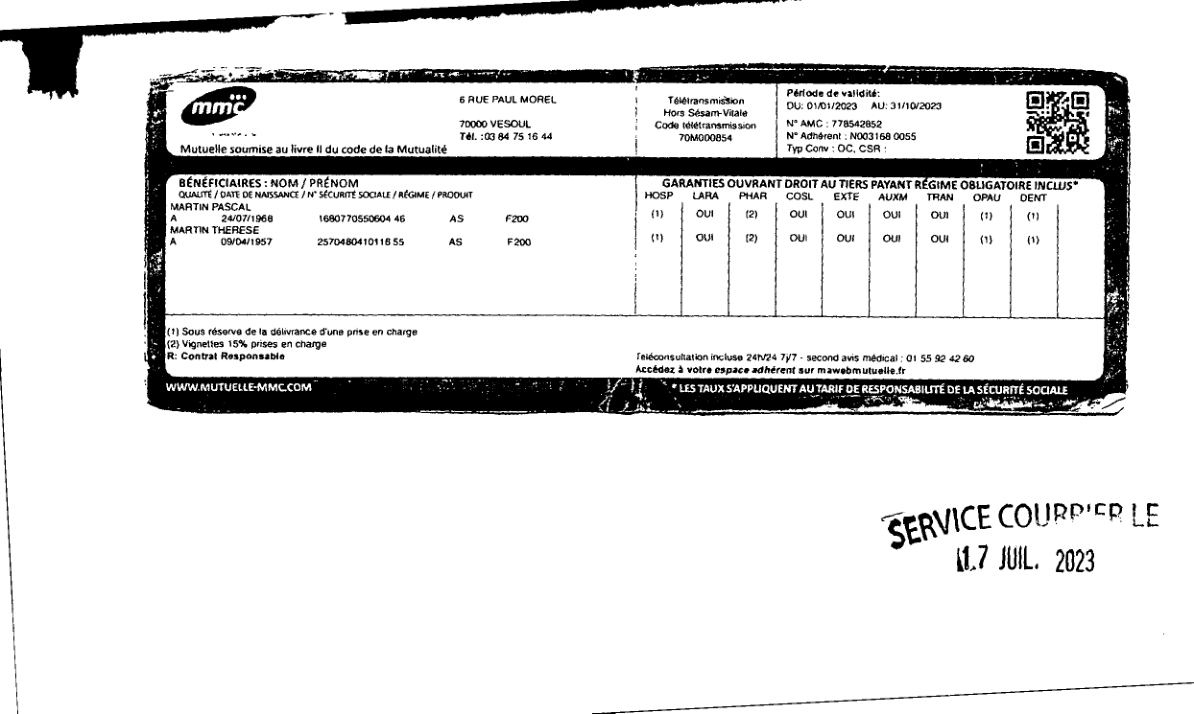 mmc
Mutuelle soumise au livre II du code de la Mutualité
6 RUE PAUL MOREL
70000 VESOUL
Tél. :03 84 75 16 44
Télétransmission
Hors Sésam-Vitale
Code télétransmission
70M000854
Période de validité:
DU: 01/01/2023 AU: 31/10/2023
N° AMC : 778542852
N° Adhérent : N003168 0055
Typ Conv : OC, CSR :
BÉNÉFICIAIRES : NOM / PRÉNOM
QUALITÉ / DATE DE NAISSANCE / N° SÉCURITÉ SOCIALE / RÉGIME / PRODUIT
GARANTIES OUVRANT DROIT AU TIERS PAYANT RÉGIME OBLIGATOIRE INCLUS*
HOSP LARA PHAR COSL EXTE AUXM TRAN OPAU DENT
MARTIN PASCAL
A 24/07/1968 1680770550604 46 AS F200 (1) OUI (2) OUI OUI OUI OUI (1) (1)
MARTIN THERESE
A 09/04/1957 2570480410116 55 AS F200 (1) OUI (2) OUI OUI OUI OUI (1) (1)
(1) Sous réserve de la délivrance d'une prise en charge
(2) Vignettes 15% prises en charge
R: Contrat Responsable
Téléconsultation incluse 24h/24 7j/7 - second avis médical : 01 55 92 42 60
Accédez à votre espace adhérent sur mawebmutuelle.fr
WWW.MUTUELLE-MMC.COM
* LES TAUX S'APPLIQUENT AU TARIF DE RESPONSABILITÉ DE LA SÉCURITÉ SOCIALE
SERVICE COURRIER LE
17 JUIL. 2023